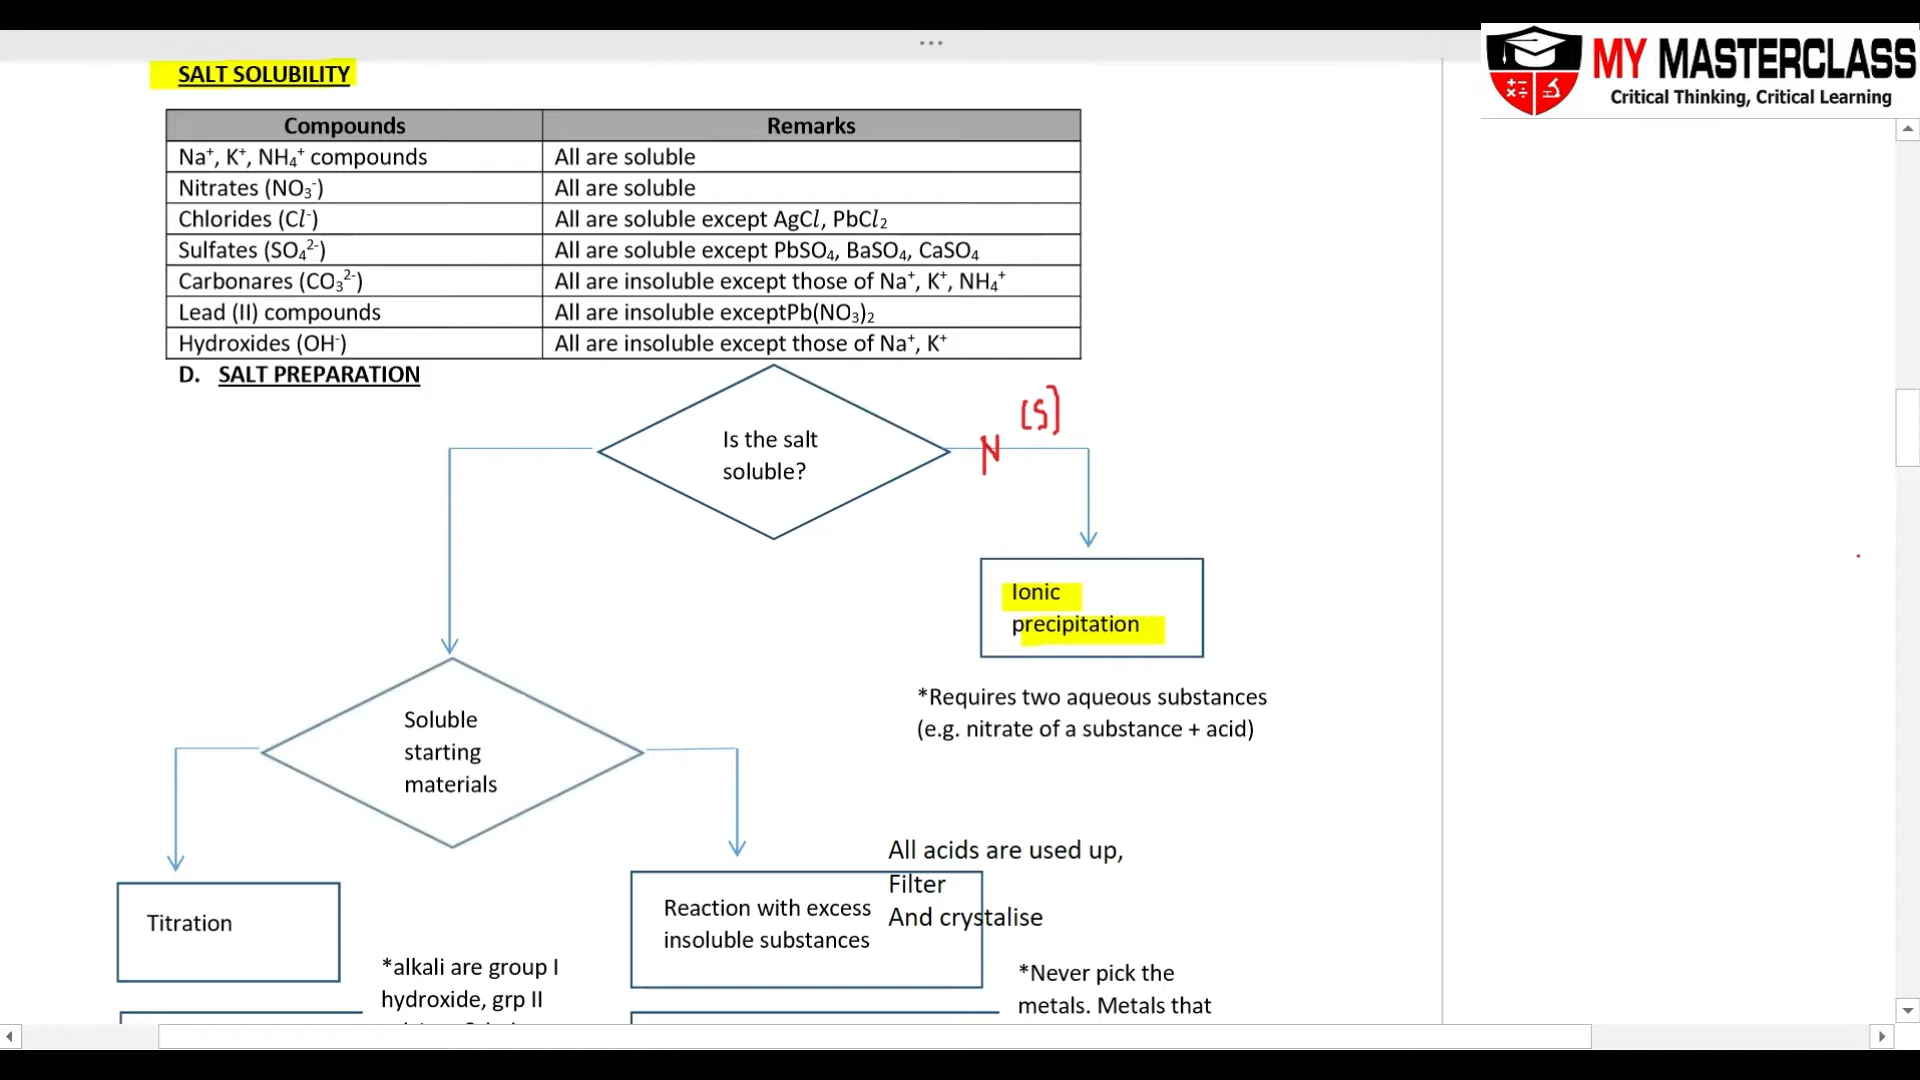 MY MASTERCLASS
Critical Thinking, Critical Learning
SALT SOLUBILITY
Compounds Remarks
Na⁺, K⁺, NH₄⁺ compounds All are soluble
Nitrates (NO₃⁻) All are soluble
Chlorides (Cl⁻) All are soluble except AgCl, PbCl₂
Sulfates (SO₄²⁻) All are soluble except PbSO₄, BaSO₄, CaSO₄
Carbonares (CO₃²⁻) All are insoluble except those of Na⁺, K⁺, NH₄⁺
Lead (II) compounds All are insoluble exceptPb(NO₃)₂
Hydroxides (OH⁻) All are insoluble except those of Na⁺, K⁺
D. SALT PREPARATION
Is the salt
soluble?
N
[S]
Ionic
precipitation
*Requires two aqueous substances
(e.g. nitrate of a substance + acid)
Soluble
starting
materials
Titration
*alkali are group I
hydroxide, grp II
Reaction with excess
insoluble substances
All acids are used up,
Filter
And crystalise
*Never pick the
metals. Metals that